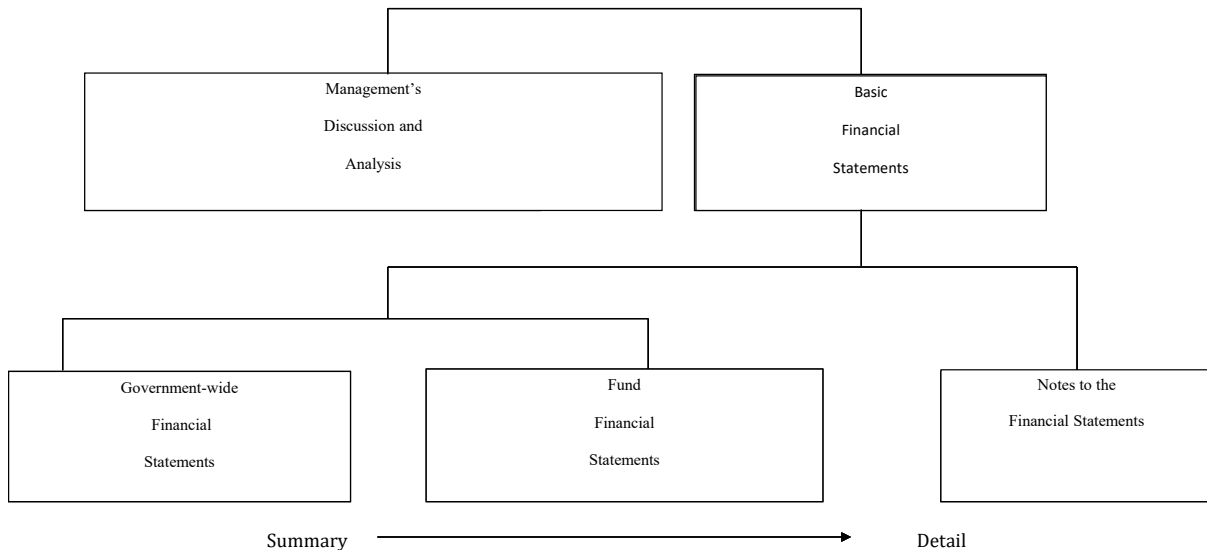 Management’s
Discussion and
Analysis
Basic
Financial
Statements
Government-wide
Financial
Statements
Fund
Financial
Statements
Notes to the
Financial Statements
Summary
Detail